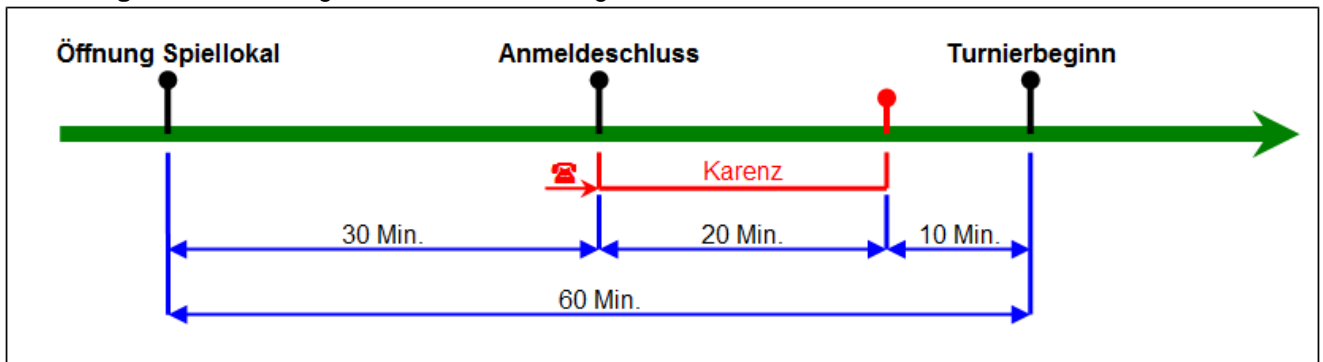 Öffnung Spiellokal Anmeldeschluss Turnierbeginn
Karenz
30 Min. 20 Min. 10 Min.
60 Min.